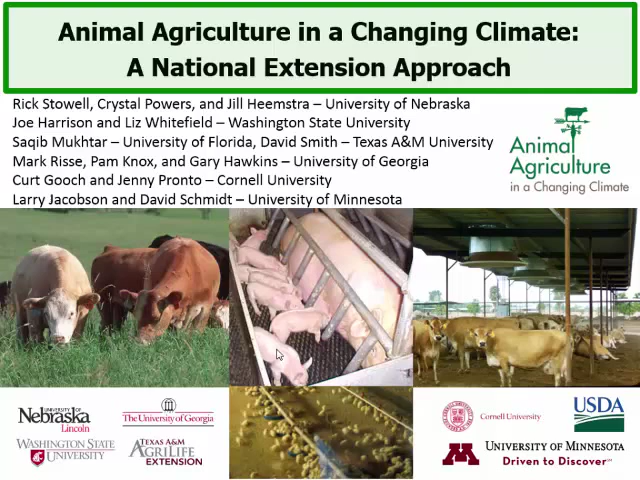 Animal Agriculture in a Changing Climate:
A National Extension Approach
Rick Stowell, Crystal Powers, and Jill Heemstra – University of Nebraska
Joe Harrison and Liz Whitefield – Washington State University
Saqib Mukhtar – University of Florida, David Smith – Texas A&M University
Mark Risse, Pam Knox, and Gary Hawkins – University of Georgia
Curt Gooch and Jenny Pronto – Cornell University
Larry Jacobson and David Schmidt – University of Minnesota
Animal
Agriculture
in a Changing Climate
UNIVERSITY OF
Nebraska
Lincoln
The University of Georgia
WASHINGTON STATE
UNIVERSITY
TEXAS A&M
AGRILIFE
EXTENSION
Cornell University
USDA
UNIVERSITY OF MINNESOTA
Driven to Discover